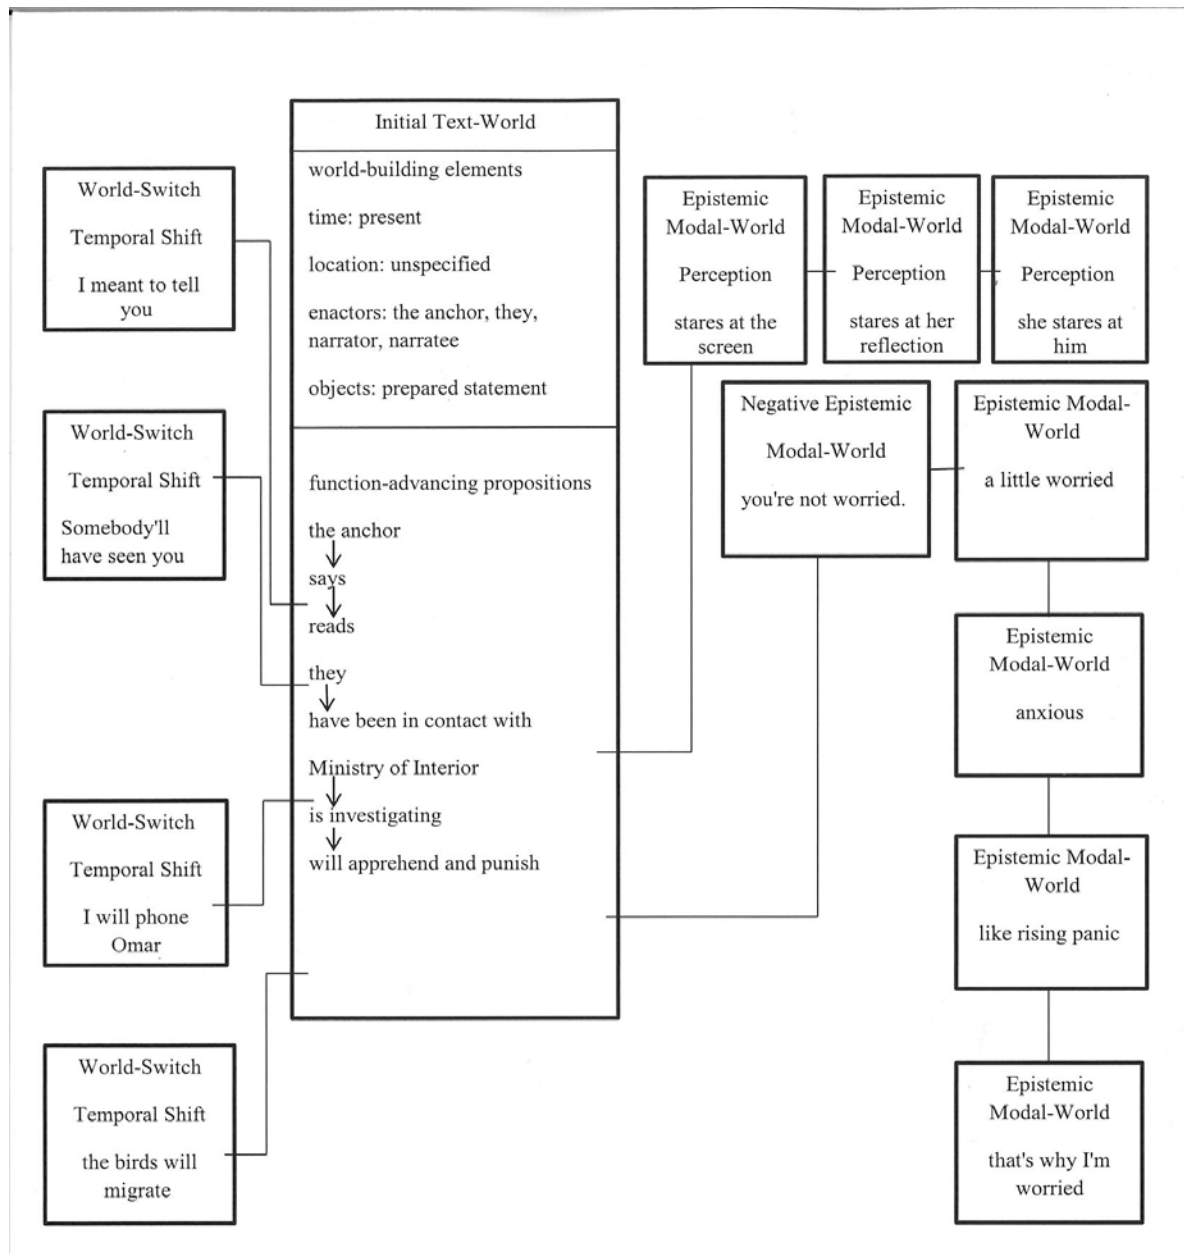 Initial Text-World
world-building elements
time: present
location: unspecified
enactors: the anchor, they,
narrator, narratee
objects: prepared statement
function-advancing propositions
the anchor
says
reads
they
have been in contact with
Ministry of Interior
is investigating
will apprehend and punish
World-Switch
Temporal Shift
I meant to tell
you
World-Switch
Temporal Shift
Somebody'll
have seen you
World-Switch
Temporal Shift
I will phone
Omar
World-Switch
Temporal Shift
the birds will
migrate
Epistemic
Modal-World
Perception
stares at the
screen
Epistemic
Modal-World
Perception
stares at her
reflection
Epistemic
Modal-World
Perception
she stares at
him
Negative Epistemic
Modal-World
you're not worried.
Epistemic Modal-
World
a little worried
Epistemic
Modal-World
anxious
Epistemic Modal-
World
like rising panic
Epistemic
Modal-World
that's why I'm
worried